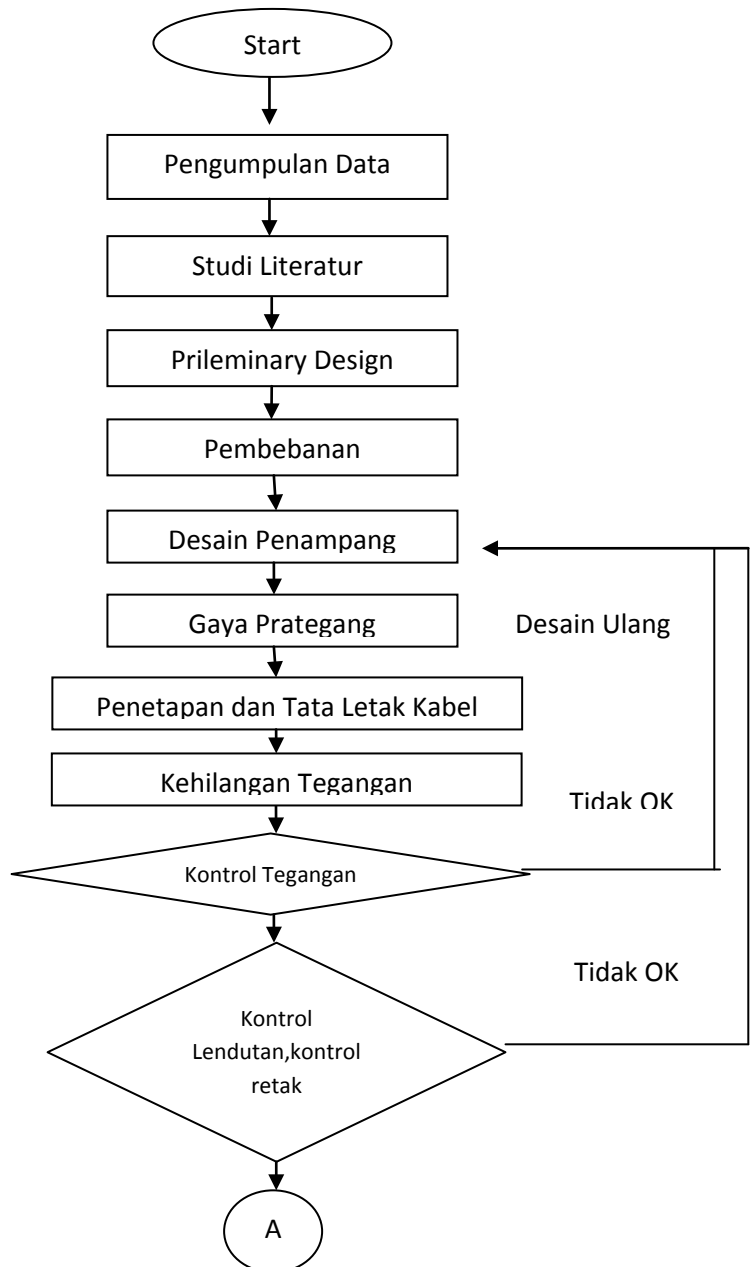 Start
Pengumpulan Data
Studi Literatur
Prileminary Design
Pembebanan
Desain Penampang
Gaya Prategang
Desain Ulang
Penetapan dan Tata Letak Kabel
Kehilangan Tegangan
Tidak OK
Kontrol Tegangan
Tidak OK
Kontrol
Lendutan,kontrol
retak
A